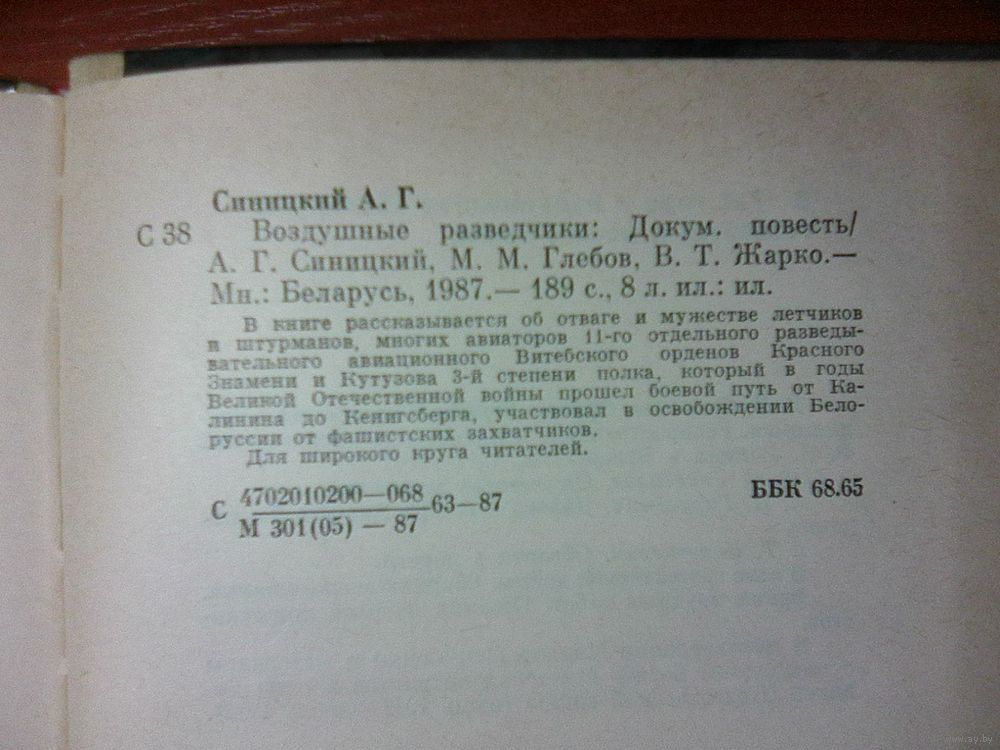 Синицкий А. Г.
С 38 Воздушные разведчики: Докум. повесть/
А. Г. Синицкий, М. М. Глебов, В. Т. Жарко.—
Мн.: Беларусь, 1987.— 189 с., 8 л. ил.: ил.
В книге рассказывается об отваге и мужестве летчиков
и штурманов, многих авиаторов 11-го отдельного разведы-
вательного авиационного Витебского орденов Красного
Знамени и Кутузова 3-й степени полка, который в годы
Великой Отечественной войны прошел боевой путь от Ка-
линина до Кенигсберга, участвовал в освобождении Бело-
руссии от фашистских захватчиков.
Для широкого круга читателей.
С 4702010200—068 63—87
М 301(05) — 87
ББК 68.65
www.ay.by